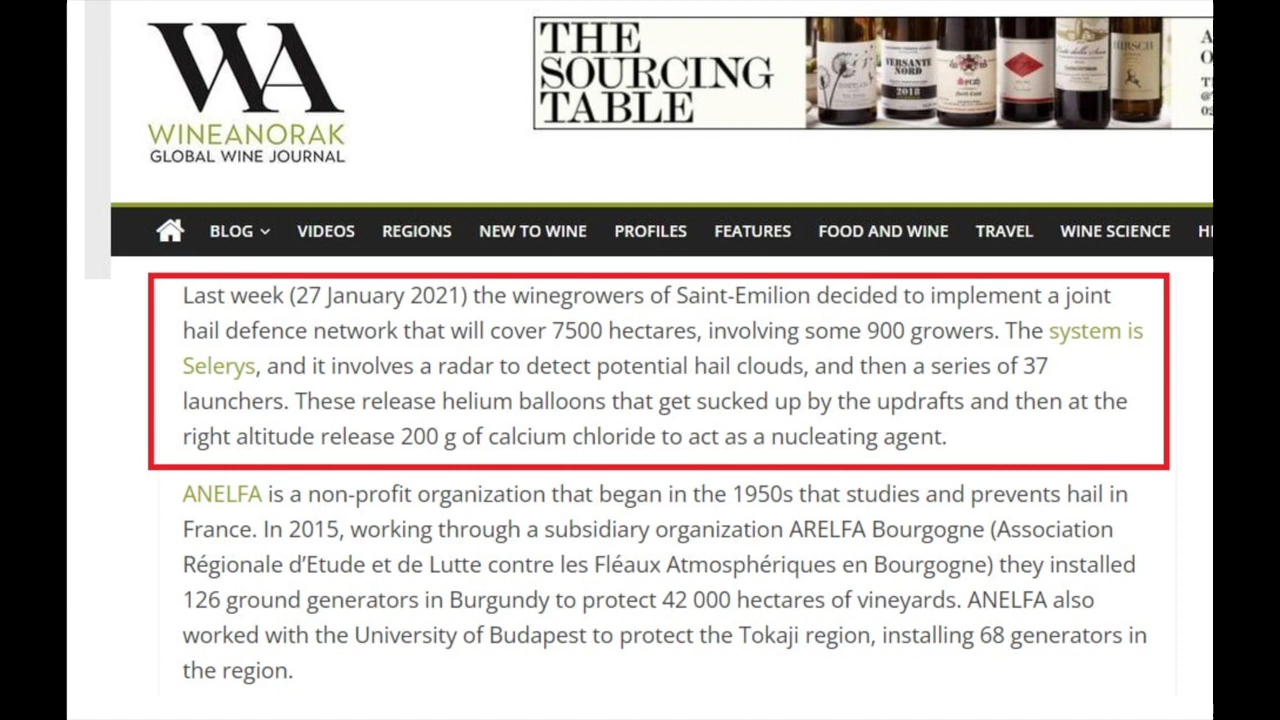 WA
WINEANORAK
GLOBAL WINE JOURNAL
THE
SOURCING
TABLE
VERSANTE
NORD
2018
Syrah
HIRSCH
BLOG VIDEOS REGIONS NEW TO WINE PROFILES FEATURES FOOD AND WINE TRAVEL WINE SCIENCE
Last week (27 January 2021) the winegrowers of Saint-Emilion decided to implement a joint
hail defence network that will cover 7500 hectares, involving some 900 growers. The system is
Selerys, and it involves a radar to detect potential hail clouds, and then a series of 37
launchers. These release helium balloons that get sucked up by the updrafts and then at the
right altitude release 200 g of calcium chloride to act as a nucleating agent.
ANELFA is a non-profit organization that began in the 1950s that studies and prevents hail in
France. In 2015, working through a subsidiary organization ARELFA Bourgogne (Association
Régionale d'Etude et de Lutte contre les Fléaux Atmosphériques en Bourgogne) they installed
126 ground generators in Burgundy to protect 42 000 hectares of vineyards. ANELFA also
worked with the University of Budapest to protect the Tokaji region, installing 68 generators in
the region.